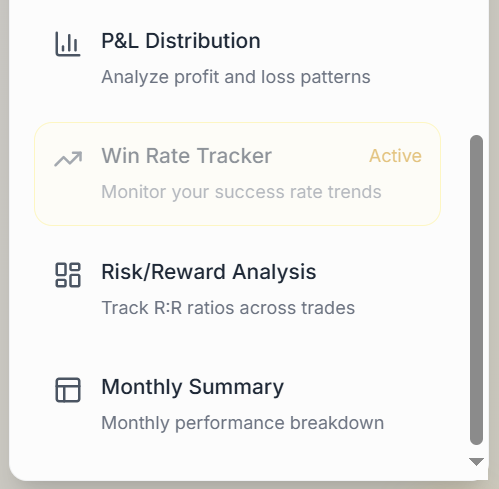 P&L Distribution
Analyze profit and loss patterns
Win Rate Tracker Active
Monitor your success rate trends
Risk/Reward Analysis
Track R:R ratios across trades
Monthly Summary
Monthly performance breakdown